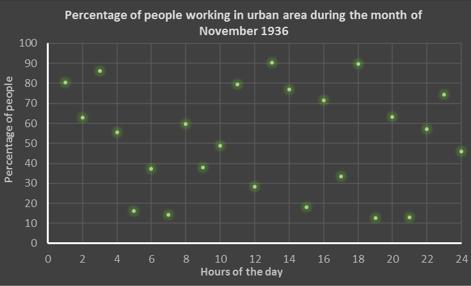 Percentage of people working in urban area during the month of
November 1936
100
90
80
70
60
50
40
30
20
10
0
Percentage of people
0 2 4 6 8 10 12 14 16 18 20 22 24
Hours of the day